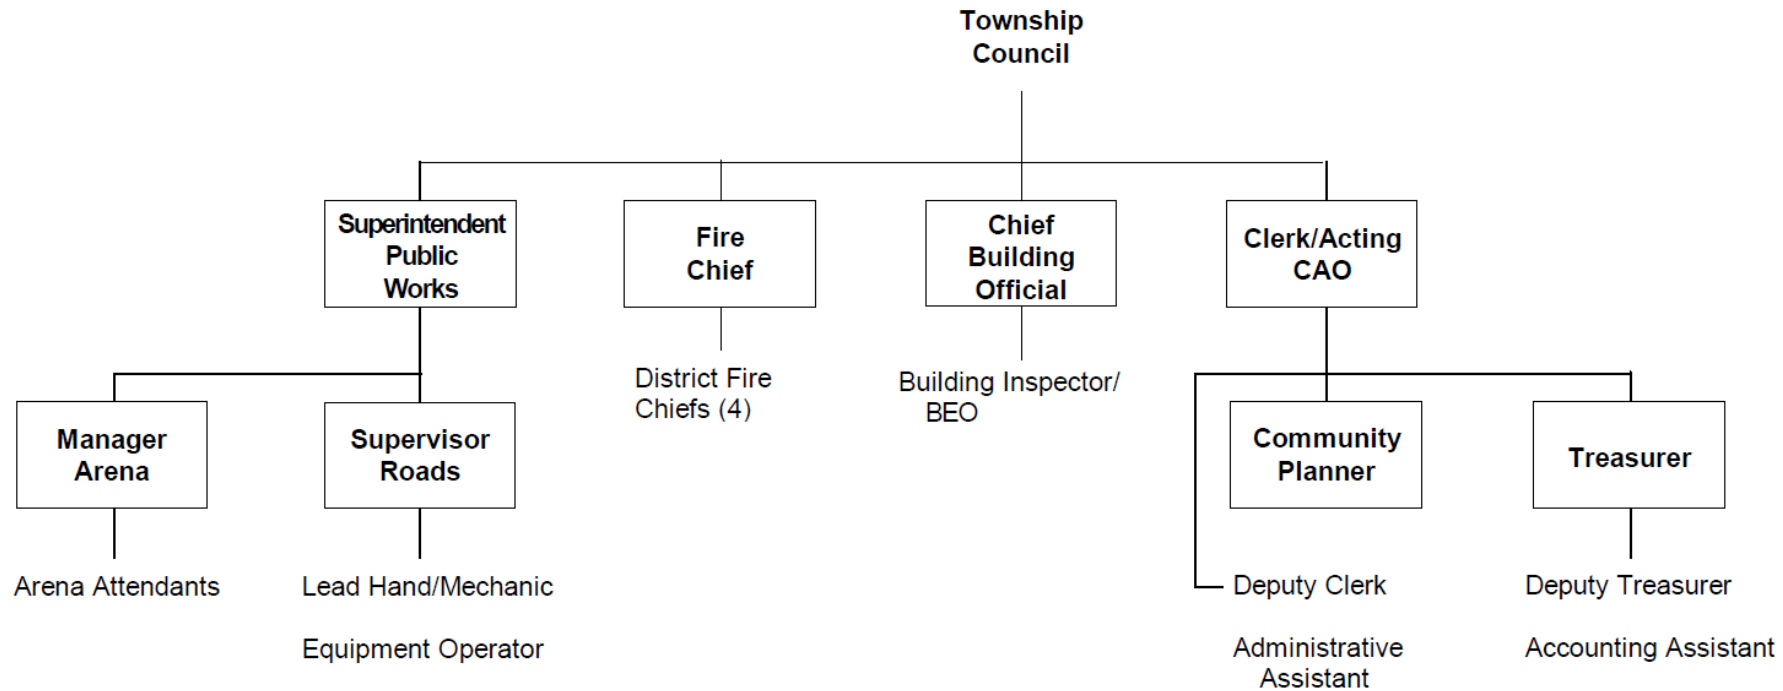 Township
Council
Superintendent
Public
Works
Fire
Chief
Chief
Building
Official
Clerk/Acting
CAO
District Fire
Chiefs (4)
Building Inspector/
BEO
Manager
Arena
Supervisor
Roads
Community
Planner
Treasurer
Arena Attendants
Lead Hand/Mechanic
Equipment Operator
Deputy Clerk
Administrative
Assistant
Deputy Treasurer
Accounting Assistant